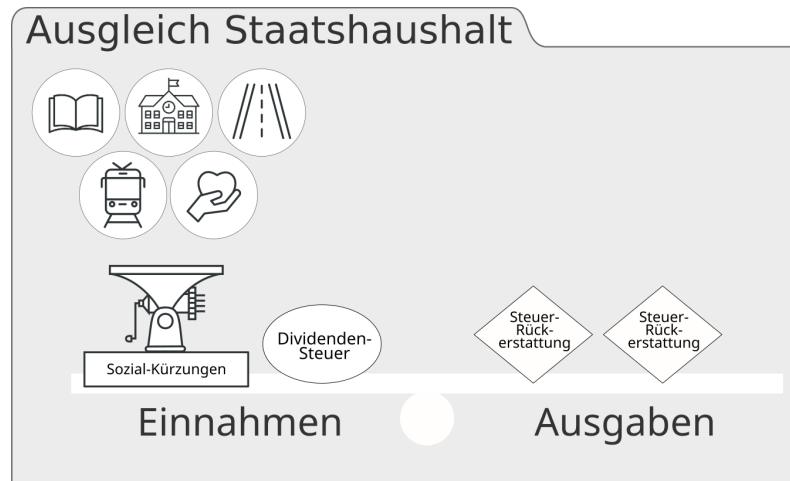 Ausgleich Staatshaushalt
Dividenden-
Steuer
Steuer-
Rück-
erstattung
Steuer-
Rück-
erstattung
Sozial-Kürzungen
Einnahmen
Ausgaben